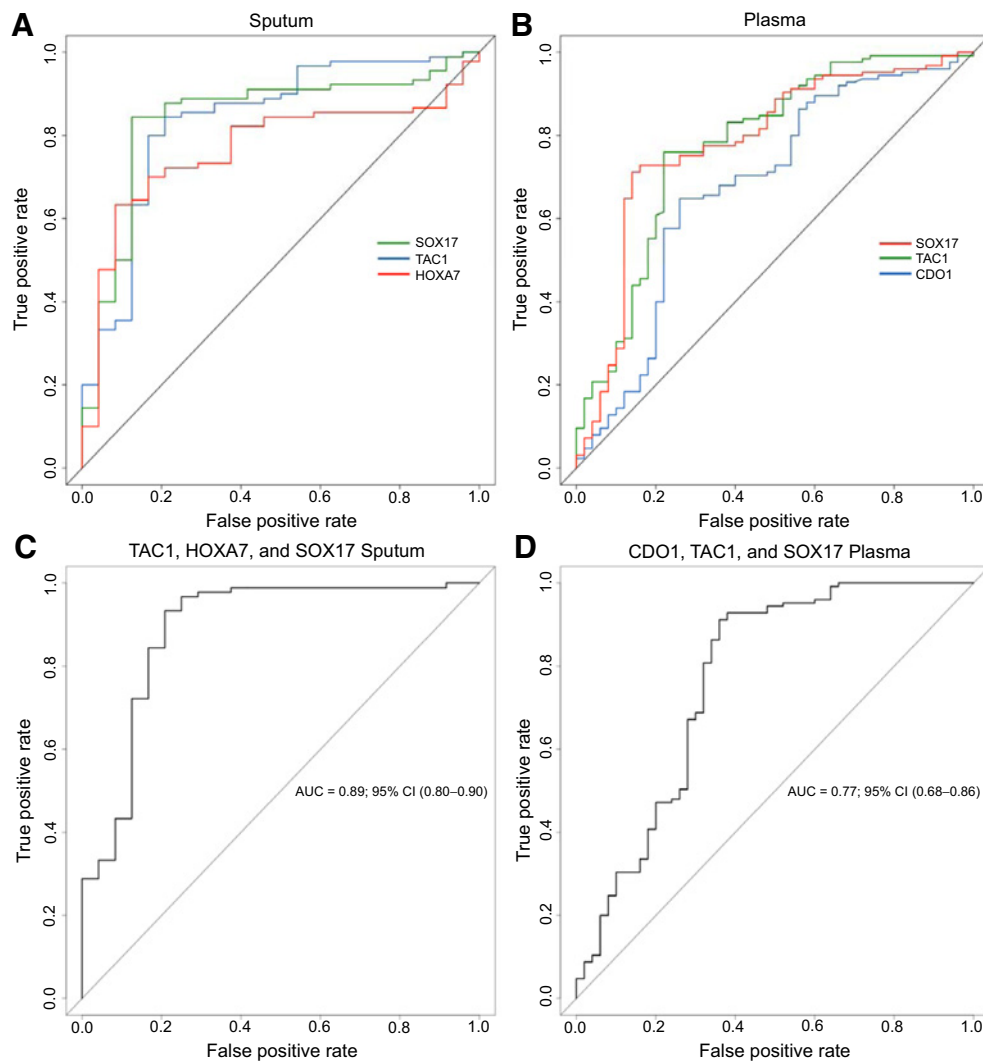 A
Sputum
True positive rate
1.0
0.8
0.6
0.4
0.2
0.0
SOX17
TAC1
HOXA7
0.0 0.2 0.4 0.6 0.8 1.0
False positive rate
B
Plasma
True positive rate
1.0
0.8
0.6
0.4
0.2
0.0
SOX17
TAC1
CDO1
0.0 0.2 0.4 0.6 0.8 1.0
False positive rate
C
TAC1, HOXA7, and SOX17 Sputum
True positive rate
1.0
0.8
0.6
0.4
0.2
0.0
AUC = 0.89; 95% CI (0.80–0.90)
0.0 0.2 0.4 0.6 0.8 1.0
False positive rate
D
CDO1, TAC1, and SOX17 Plasma
True positive rate
1.0
0.8
0.6
0.4
0.2
0.0
AUC = 0.77; 95% CI (0.68–0.86)
0.0 0.2 0.4 0.6 0.8 1.0
False positive rate